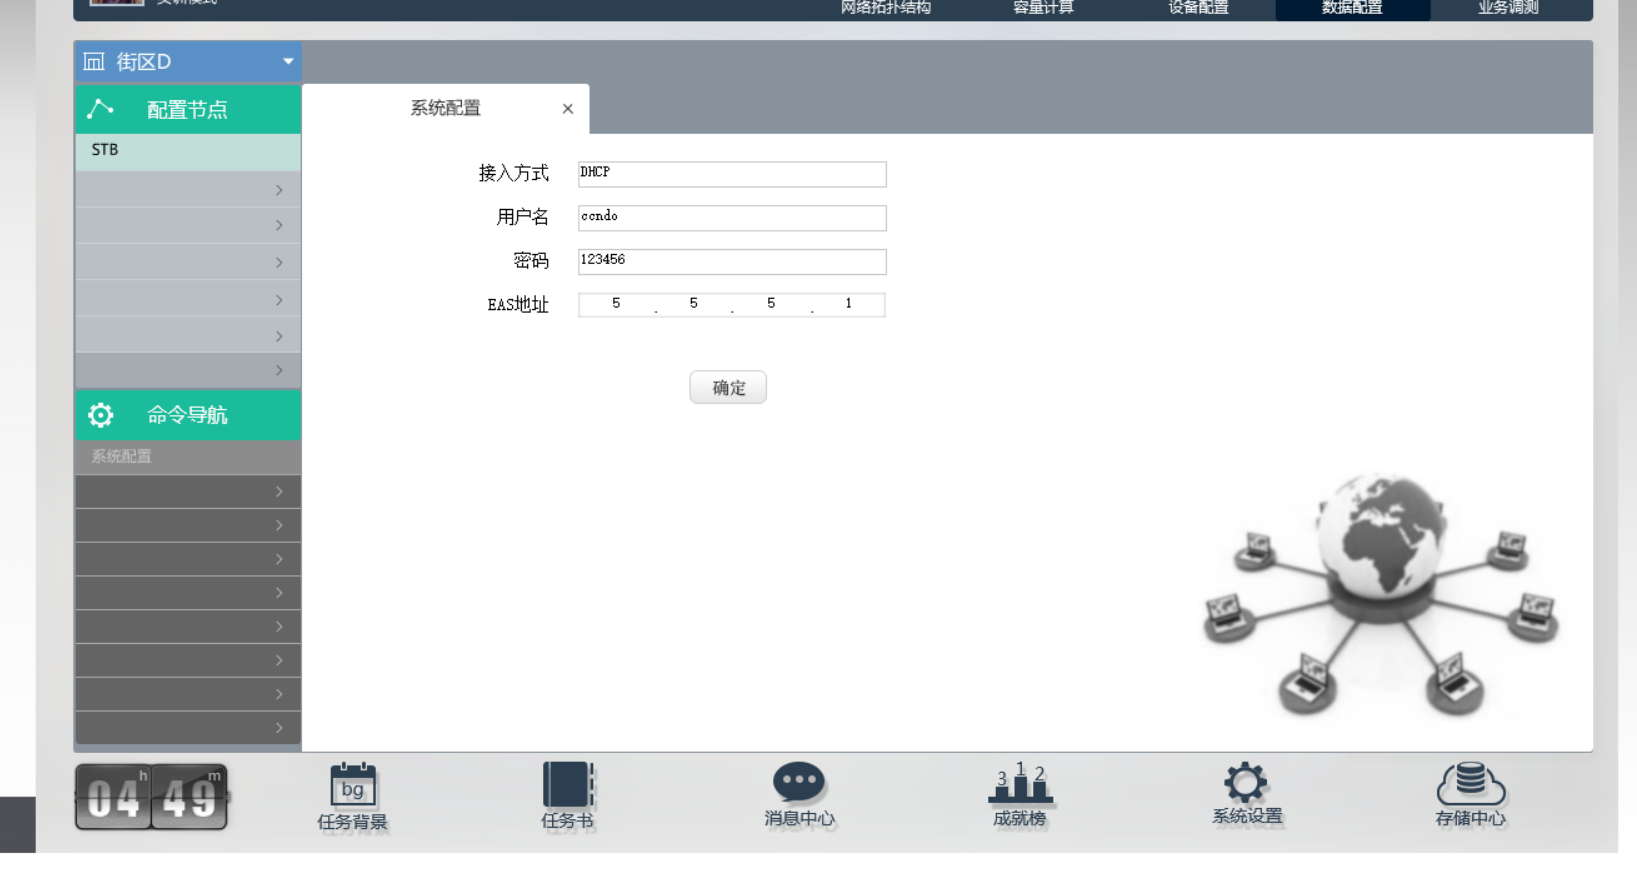 网络拓扑结构 容量计算 设备配置 数据配置 业务调测
街区D
配置节点
系统配置 ×
STB
接入方式 DHCP
用户名 ccndo
密码 123456
EAS地址 5 . 5 . 5 . 1
确定
命令导航
系统配置
04 h 49 m
bg
3 1 2
任务背景 任务书 消息中心 成就榜 系统设置 存储中心